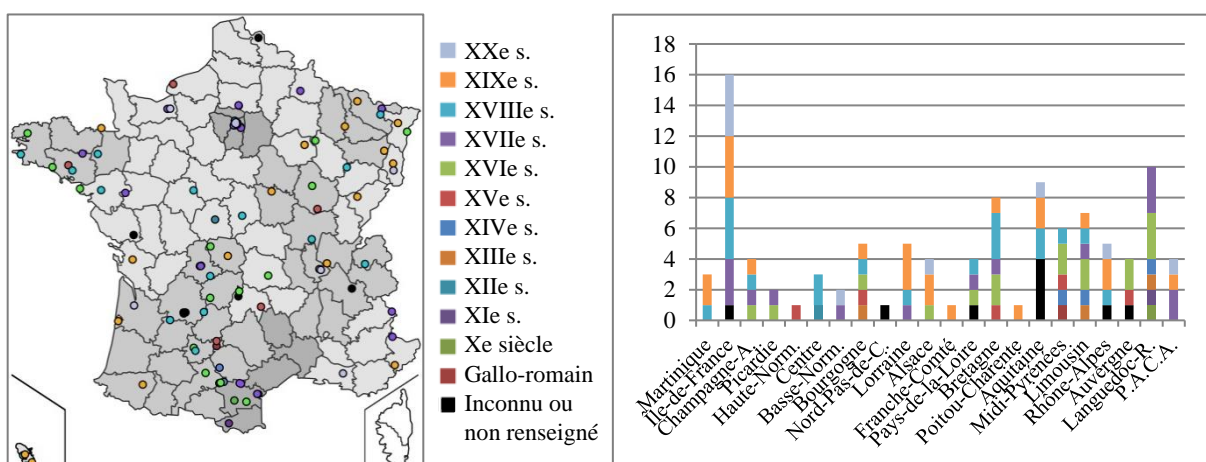 XXe s.
XIXe s.
XVIIIe s.
XVIIe s.
XVIe s.
XVe s.
XIVe s.
XIIIe s.
XIIe s.
XIe s.
Xe siècle
Gallo-romain
Inconnu ou
non renseigné
18
16
14
12
10
8
6
4
2
0
Martinique
Île-de-France
Champagne-A.
Picardie
Haute-Norm.
Centre
Basse-Norm.
Bourgogne
Nord-Pas-de-C.
Lorraine
Alsace
Franche-Comté
Pays-de-la-Loire
Bretagne
Poitou-Charente
Aquitaine
Midi-Pyrénées
Limousin
Rhône-Alpes
Auvergne
Languedoc-R.
P.A.C.A.